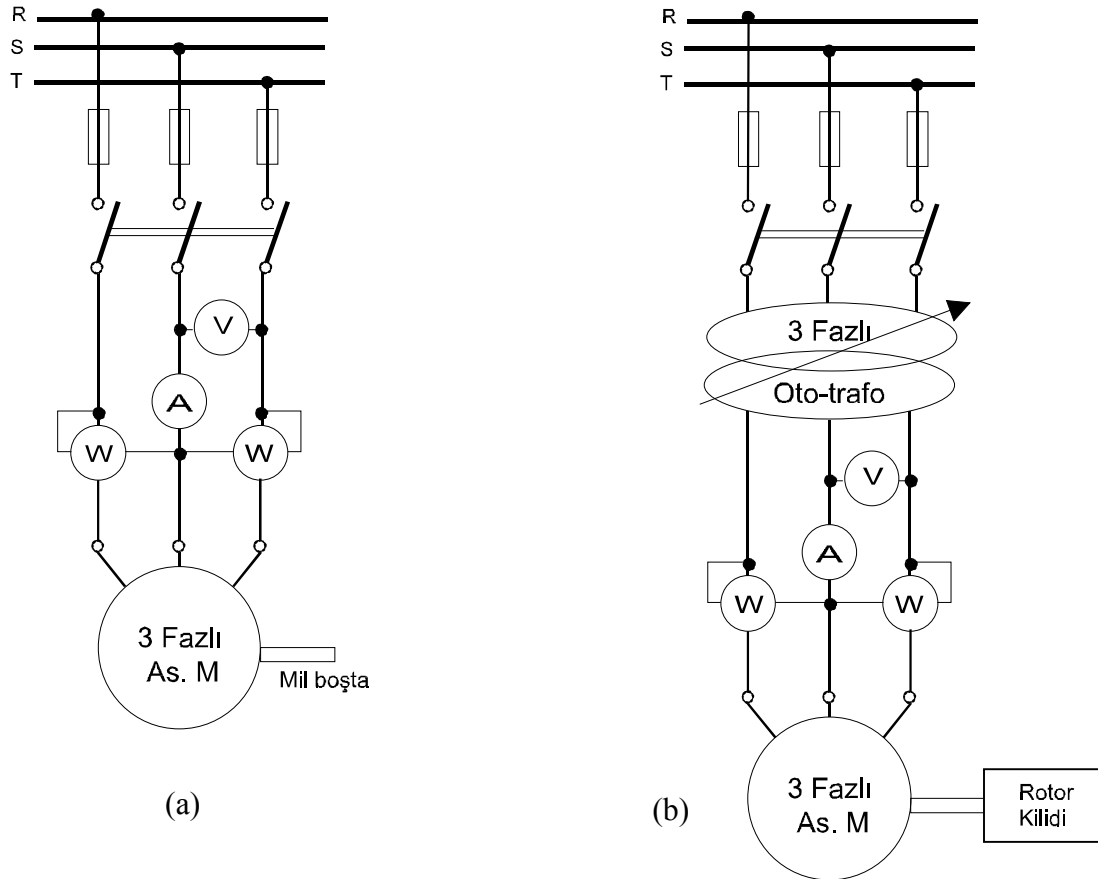 R
S
T
V
A
W
W
3 Fazlı
As. M
Mil boşta
(a)
R
S
T
3 Fazlı
Oto-trafo
V
A
W
W
3 Fazlı
As. M
Rotor
Kilidi
(b)